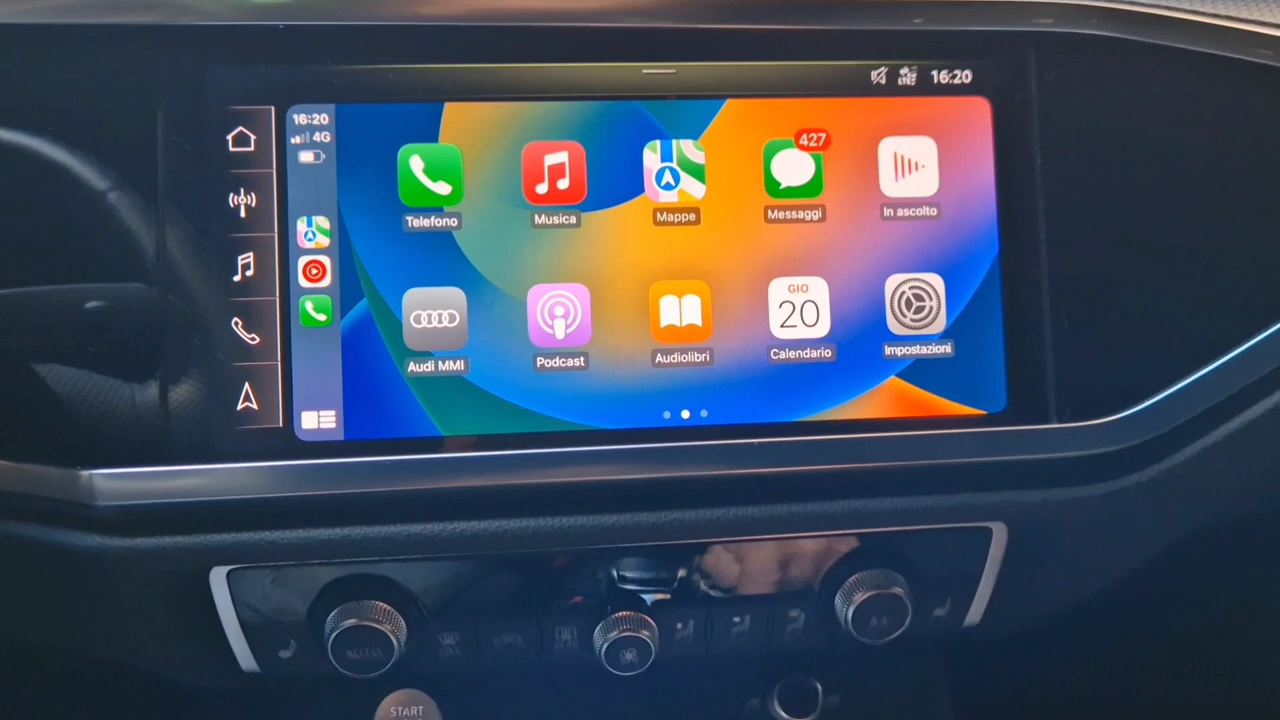 16:20
16:20
4G
427
Telefono
Musica
Mappe
Messaggi
In ascolto
GIO
20
Audi MMI
Podcast
Audiolibri
Calendario
Impostazioni
AUTO
START